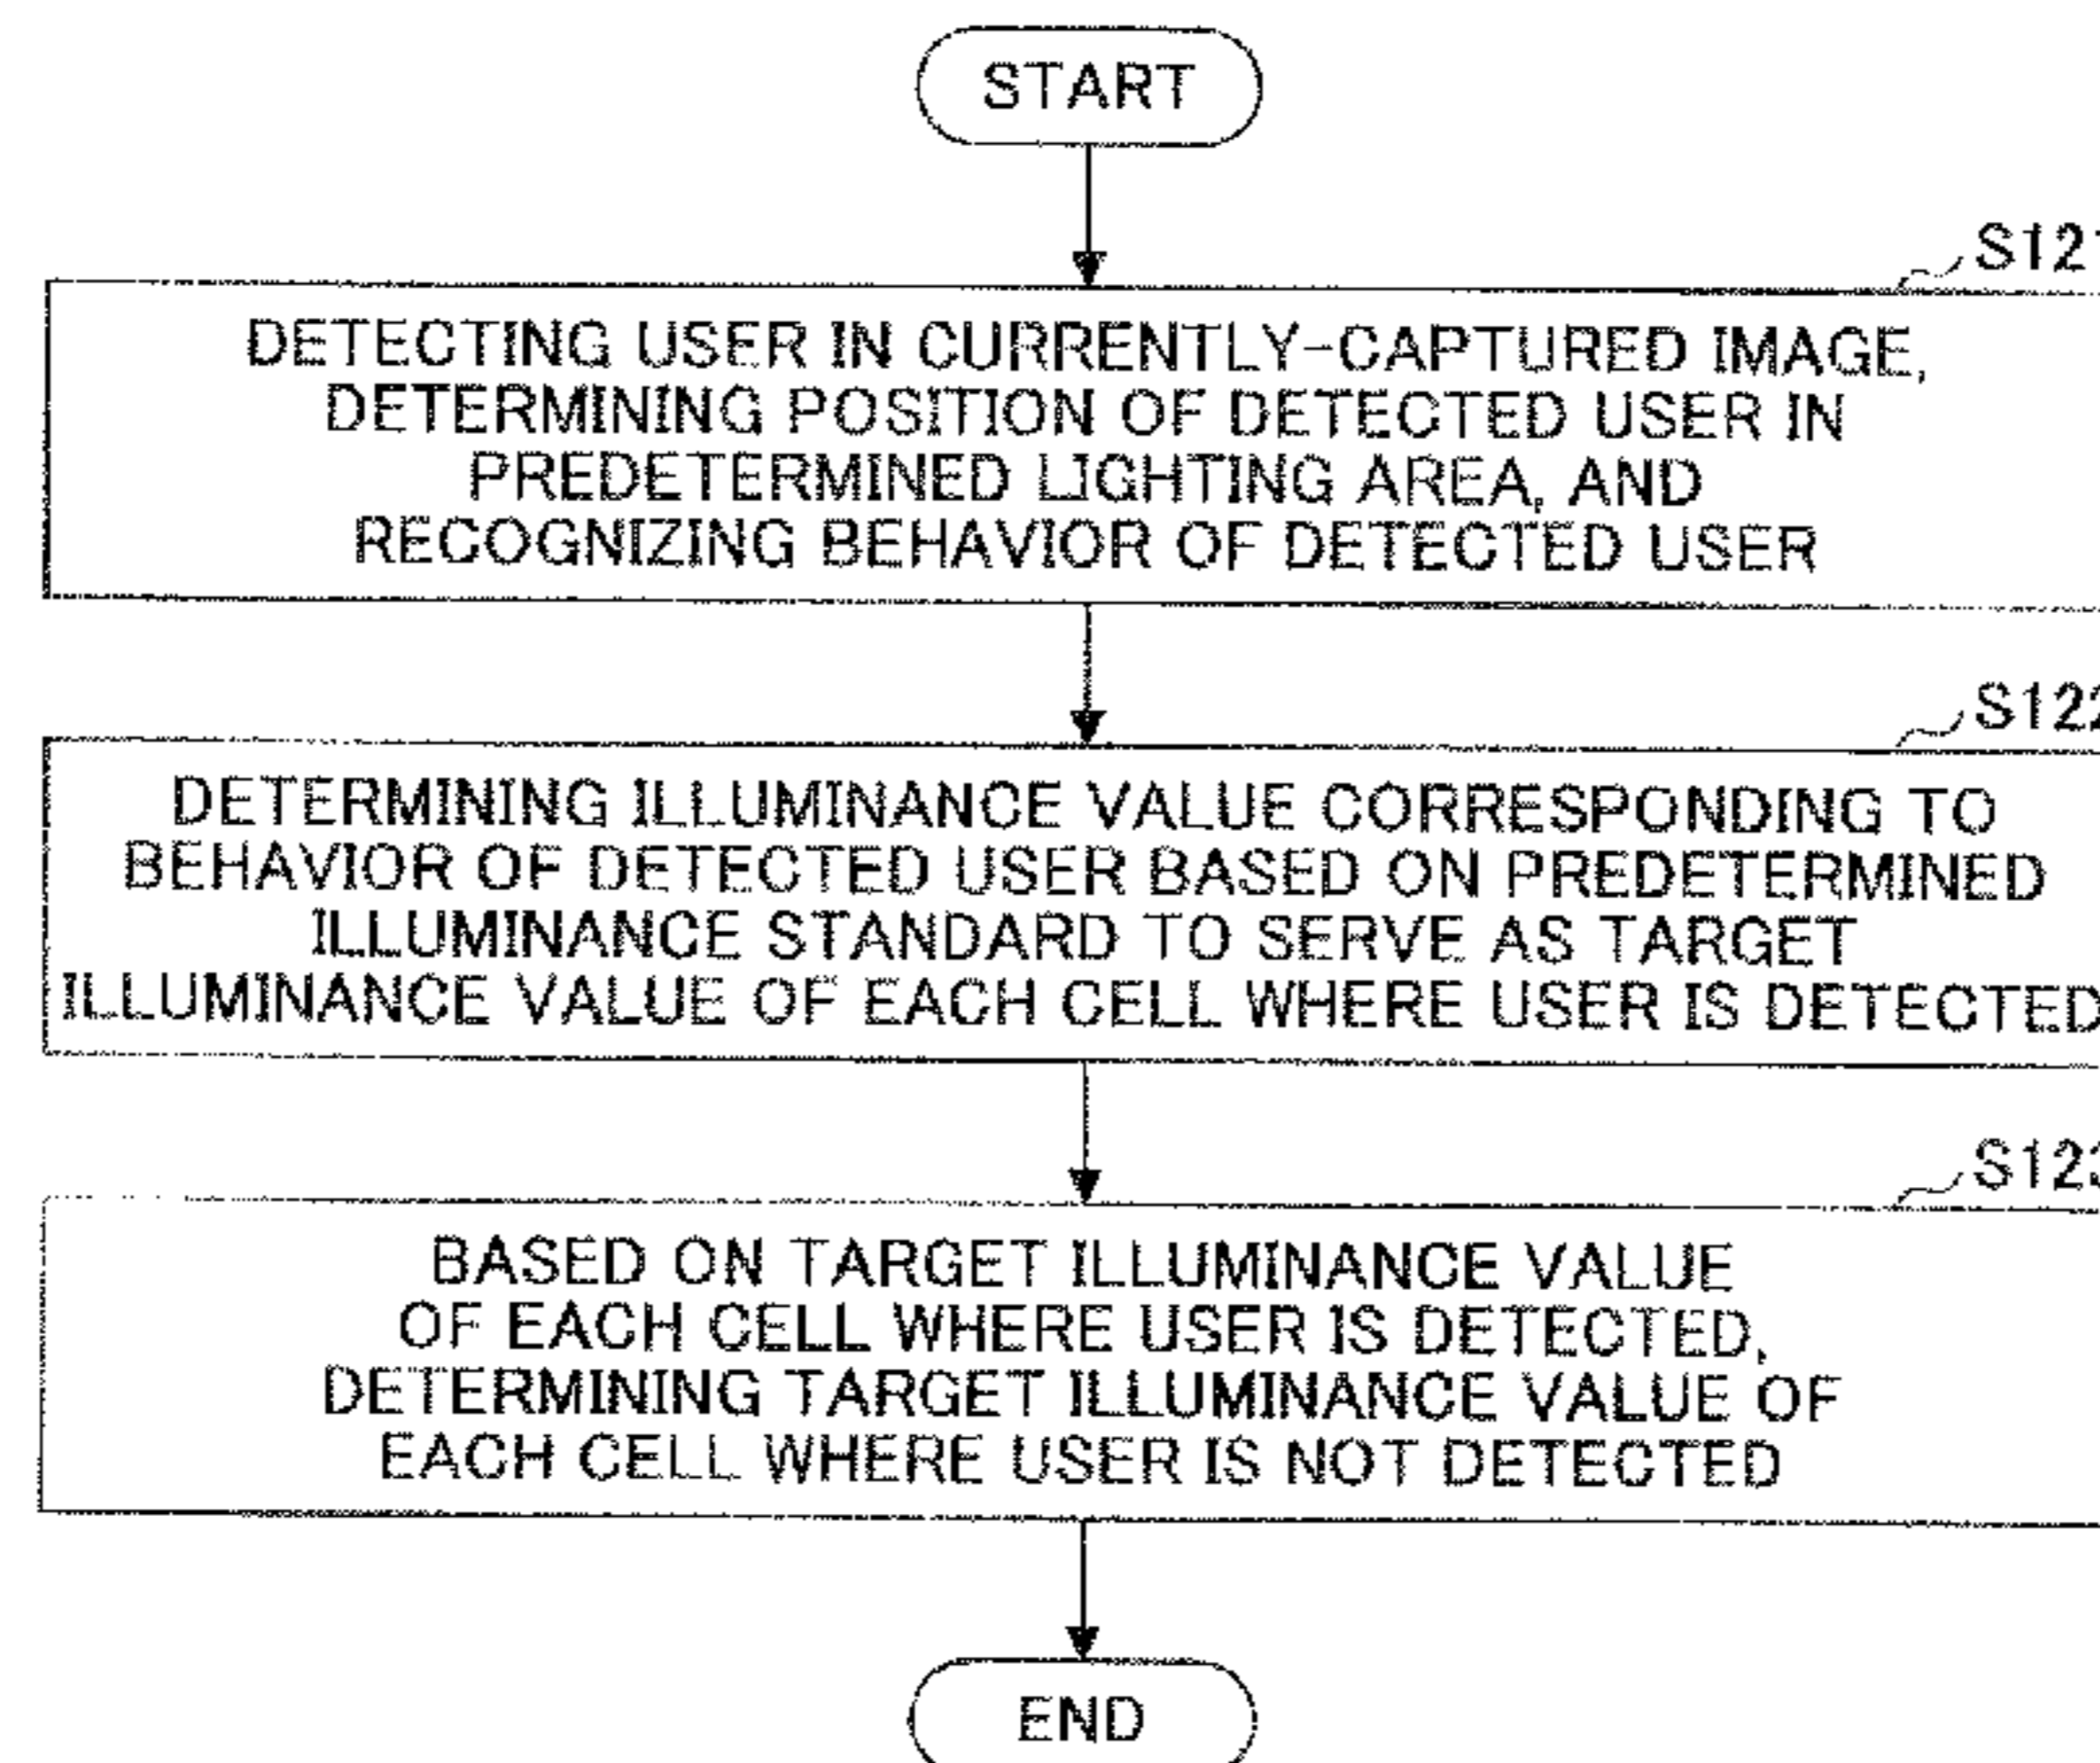 START
S121
DETECTING USER IN CURRENTLY-CAPTURED IMAGE,
DETERMINING POSITION OF DETECTED USER IN
PREDETERMINED LIGHTING AREA, AND
RECOGNIZING BEHAVIOR OF DETECTED USER
S122
DETERMINING ILLUMINANCE VALUE CORRESPONDING TO
BEHAVIOR OF DETECTED USER BASED ON PREDETERMINED
ILLUMINANCE STANDARD TO SERVE AS TARGET
ILLUMINANCE VALUE OF EACH CELL WHERE USER IS DETECTED
S123
BASED ON TARGET ILLUMINANCE VALUE
OF EACH CELL WHERE USER IS DETECTED,
DETERMINING TARGET ILLUMINANCE VALUE OF
EACH CELL WHERE USER IS NOT DETECTED
END